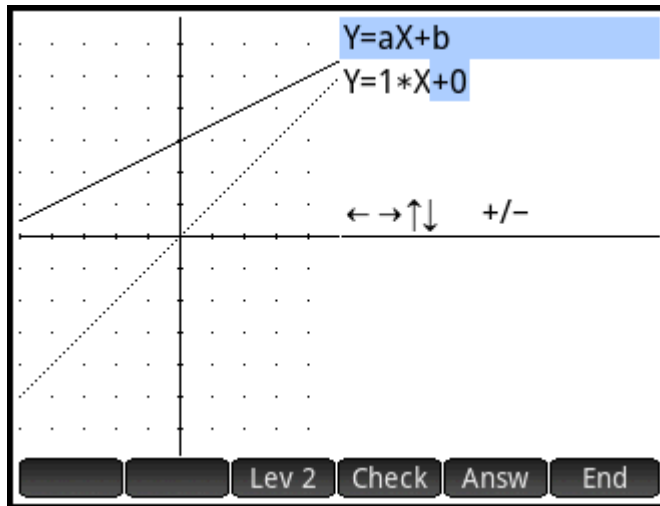 Y=aX+b
Y=1*X+0
←→↑↓ +/−
Lev 2 Check Answ End